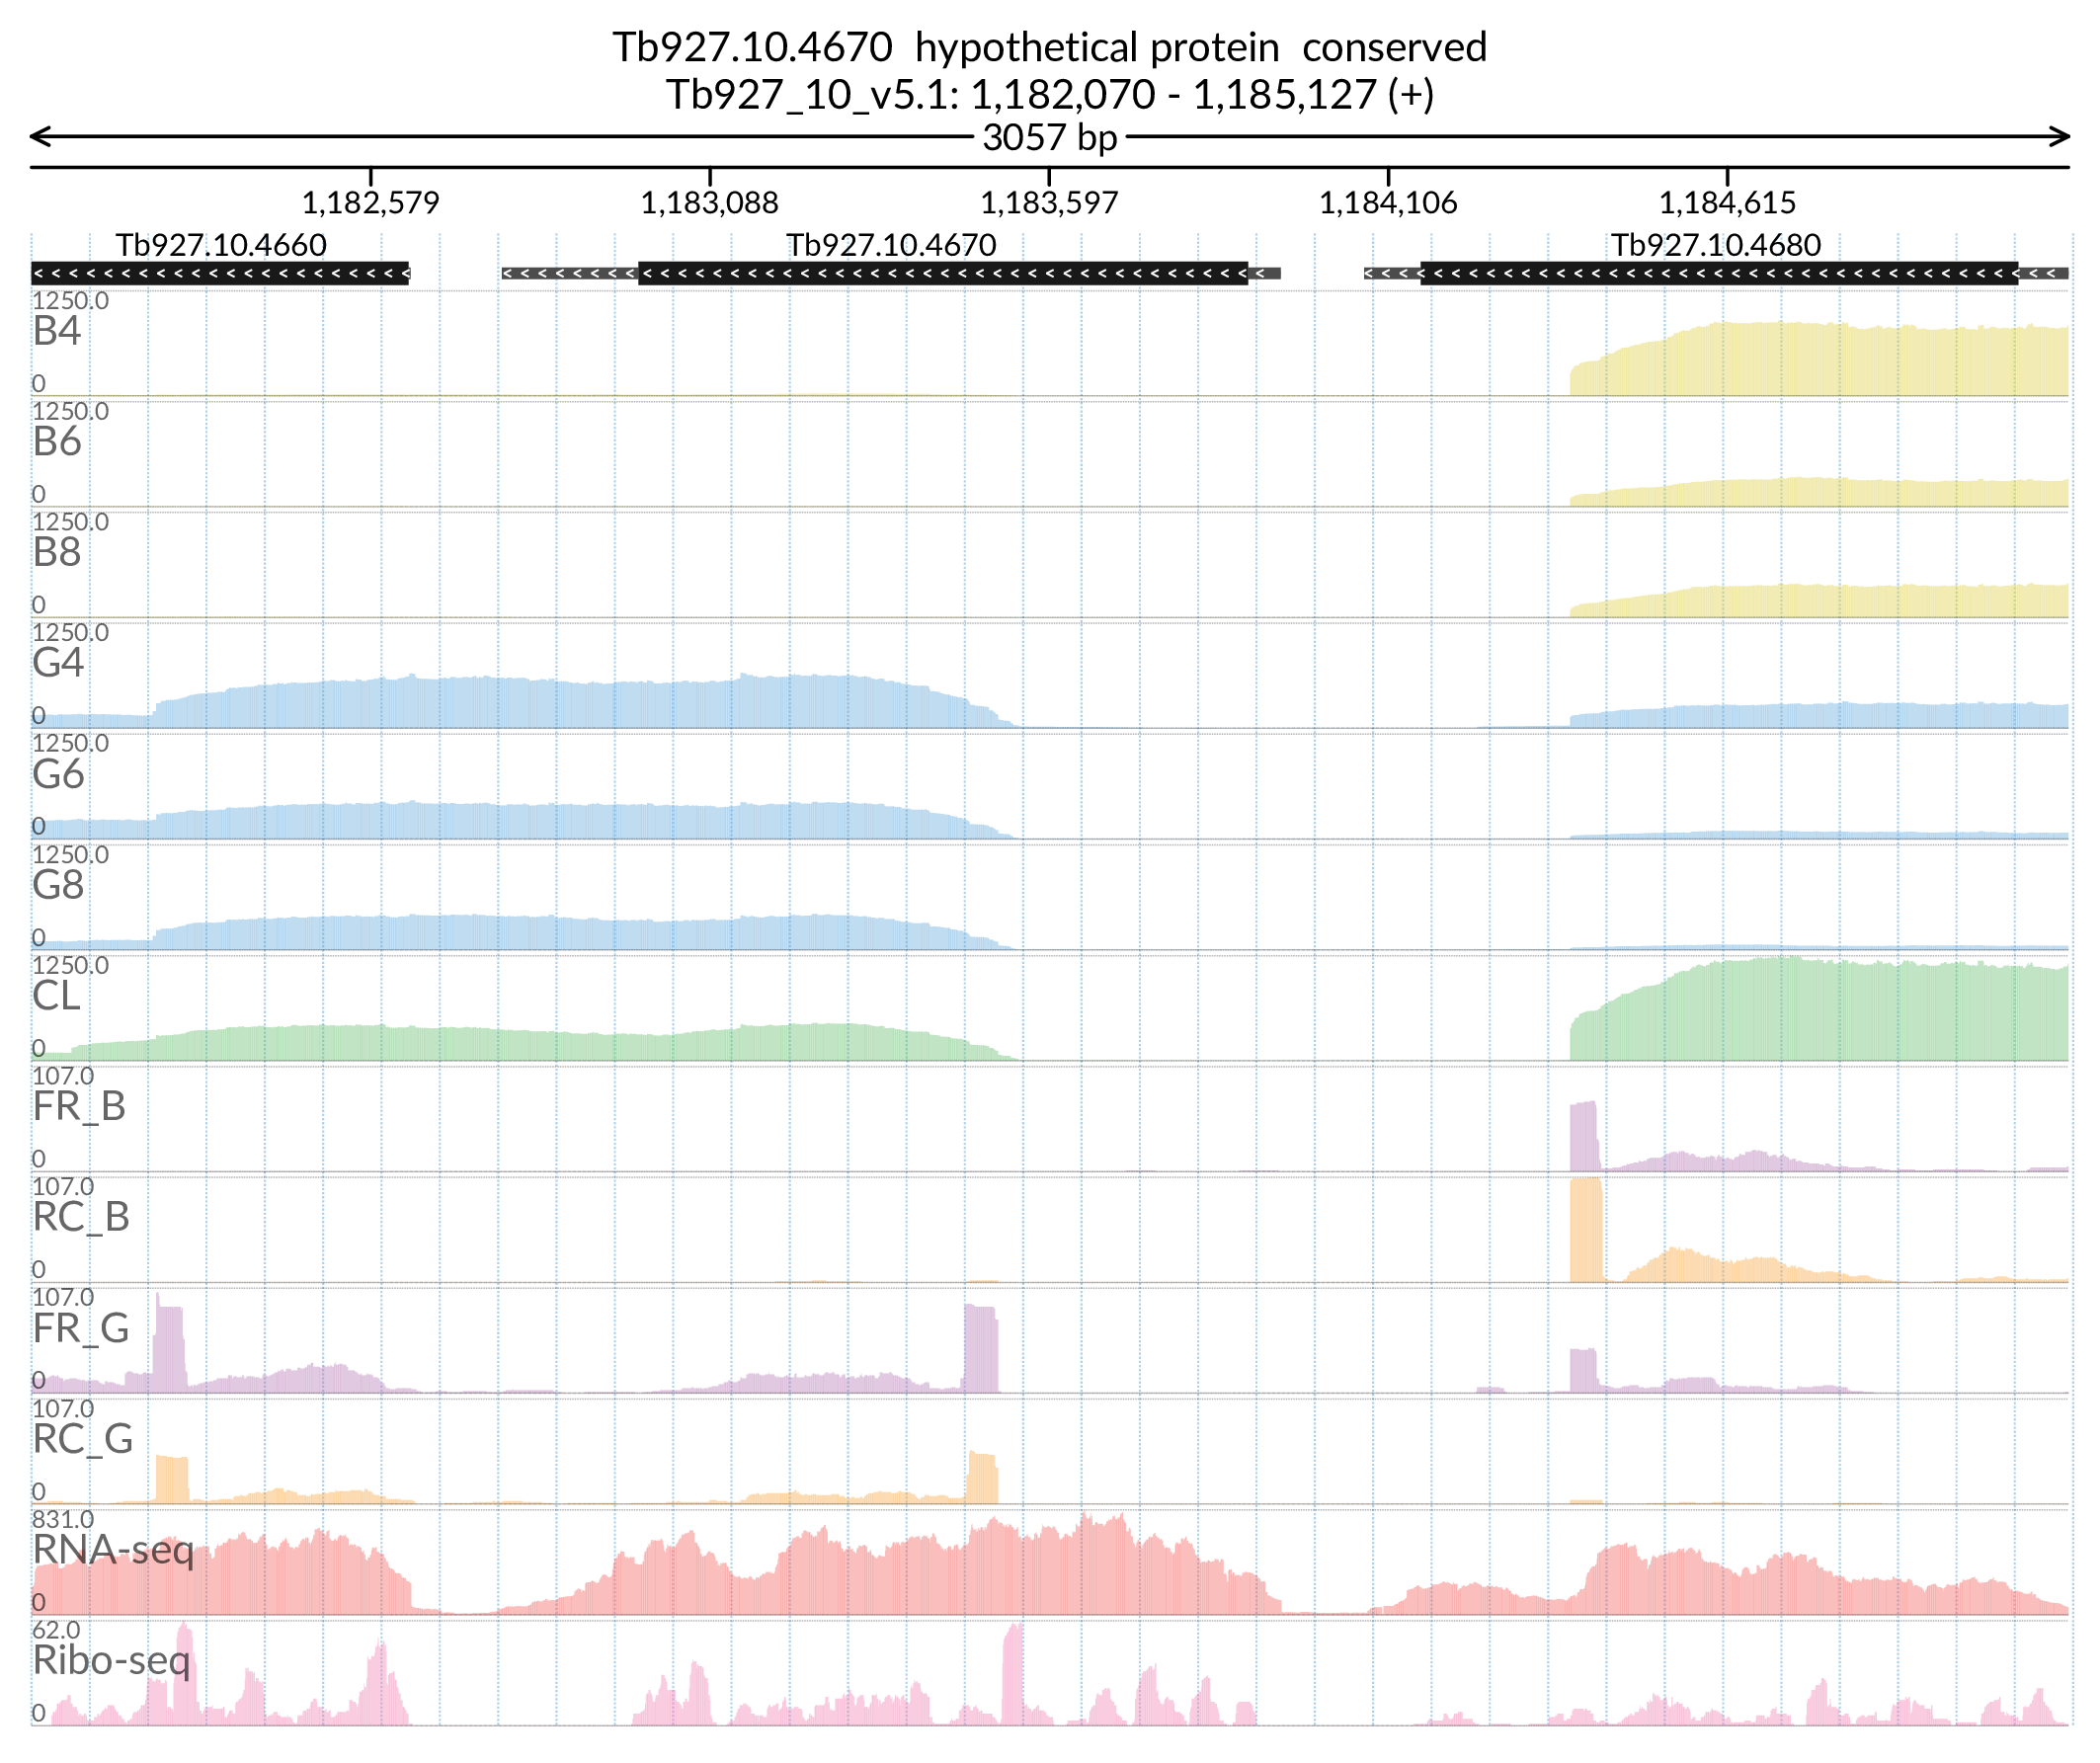 Tb927.10.4670 hypothetical protein conserved
Tb927_10_v5.1: 1,182,070 - 1,185,127 (+)
3057 bp
1,182,579 1,183,088 1,183,597 1,184,106 1,184,615
Tb927.10.4660 Tb927.10.4670 Tb927.10.4680
1250.0
B4
0
1250.0
B6
0
1250.0
B8
0
1250.0
G4
0
1250.0
G6
0
1250.0
G8
0
1250.0
CL
0
107.0
FR_B
0
107.0
RC_B
0
107.0
FR_G
0
107.0
RC_G
0
831.0
RNA-seq
0
62.0
Ribo-seq
0